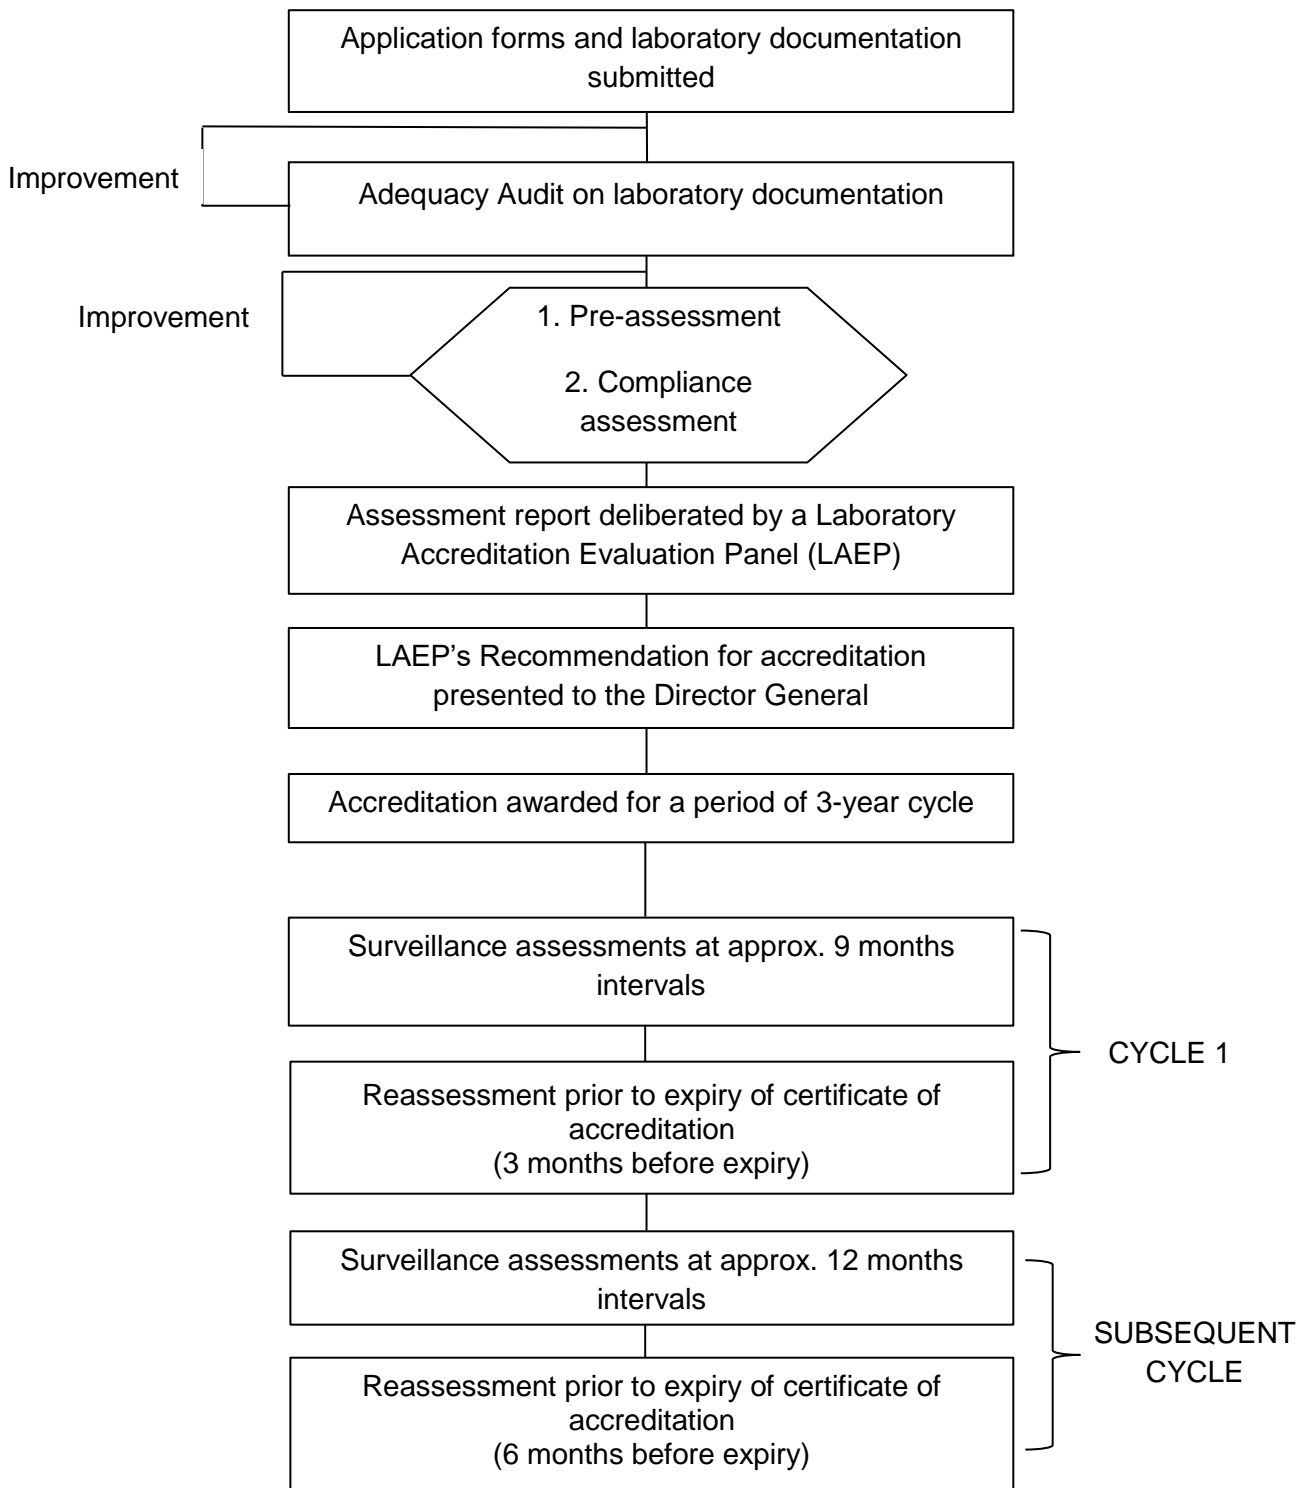 Application forms and laboratory documentation
submitted
Improvement
Adequacy Audit on laboratory documentation
Improvement
1. Pre-assessment
2. Compliance
assessment
Assessment report deliberated by a Laboratory
Accreditation Evaluation Panel (LAEP)
LAEP’s Recommendation for accreditation
presented to the Director General
Accreditation awarded for a period of 3-year cycle
Surveillance assessments at approx. 9 months
intervals
CYCLE 1
Reassessment prior to expiry of certificate of
accreditation
(3 months before expiry)
Surveillance assessments at approx. 12 months
intervals
SUBSEQUENT
CYCLE
Reassessment prior to expiry of certificate of
accreditation
(6 months before expiry)